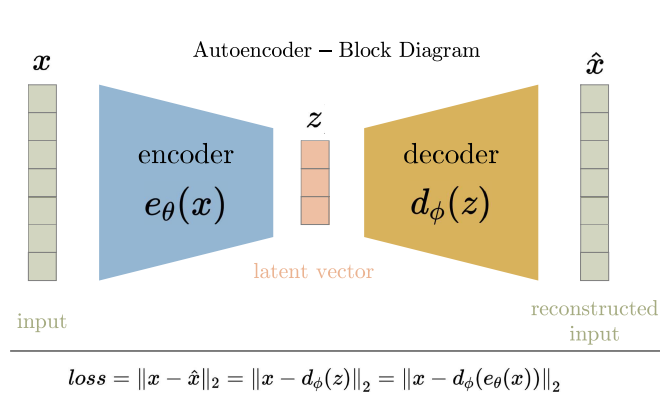 Autoencoder – Block Diagram
x
x̂
z
encoder
e_θ(x)
decoder
d_ϕ(z)
latent vector
input
reconstructed
input
loss = ‖x − x̂‖₂ = ‖x − d_ϕ(z)‖₂ = ‖x − d_ϕ(e_θ(x))‖₂